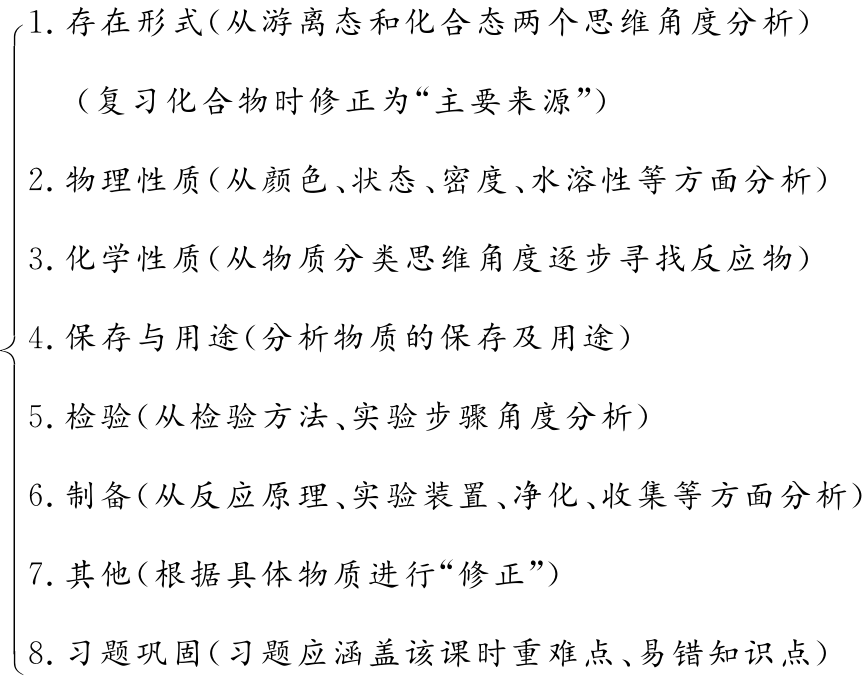 1. 存在形式(从游离态和化合态两个思维角度分析)
(复习化合物时修正为“主要来源”)
2. 物理性质(从颜色、状态、密度、水溶性等方面分析)
3. 化学性质(从物质分类思维角度逐步寻找反应物)
4. 保存与用途(分析物质的保存及用途)
5. 检验(从检验方法、实验步骤角度分析)
6. 制备(从反应原理、实验装置、净化、收集等方面分析)
7. 其他(根据具体物质进行“修正”)
8. 习题巩固(习题应涵盖该课时重难点、易错知识点)